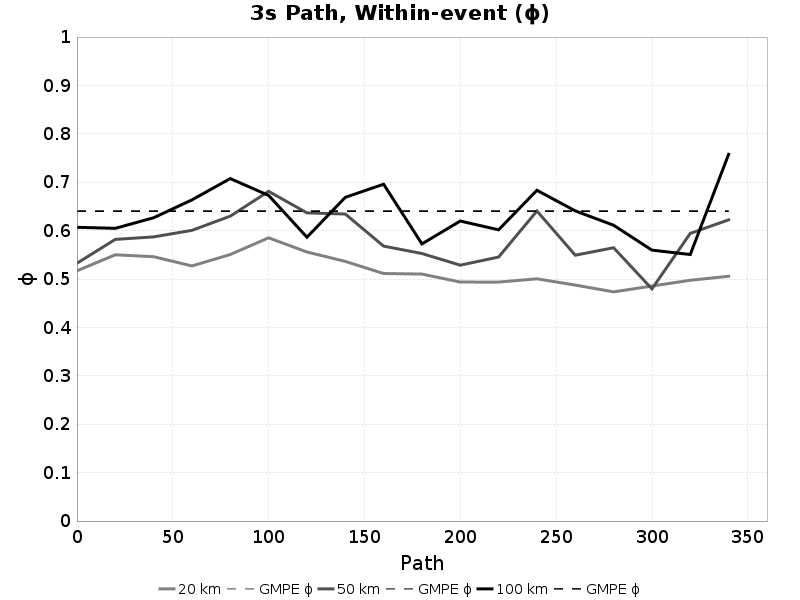 3s Path, Within-event (ϕ)
1
0.9
0.8
0.7
0.6
0.5
0.4
0.3
0.2
0.1
0
ϕ
0 50 100 150 200 250 300 350
Path
20 km GMPE ϕ 50 km GMPE ϕ 100 km GMPE ϕ